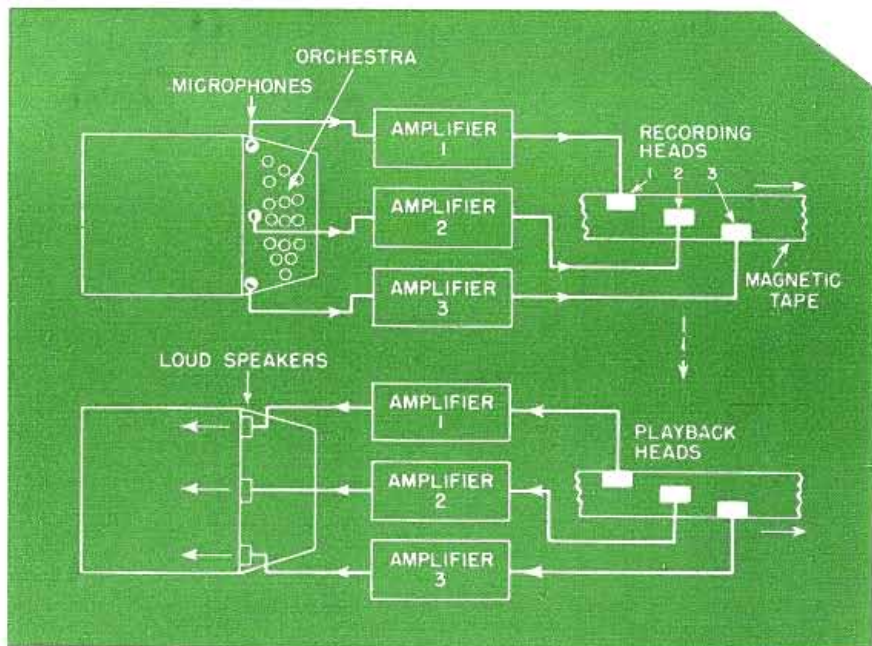 ORCHESTRA
MICROPHONES
AMPLIFIER
1
RECORDING
HEADS
1 2 3
AMPLIFIER
2
MAGNETIC
TAPE
AMPLIFIER
3
LOUD SPEAKERS
AMPLIFIER
1
PLAYBACK
HEADS
AMPLIFIER
2
AMPLIFIER
3